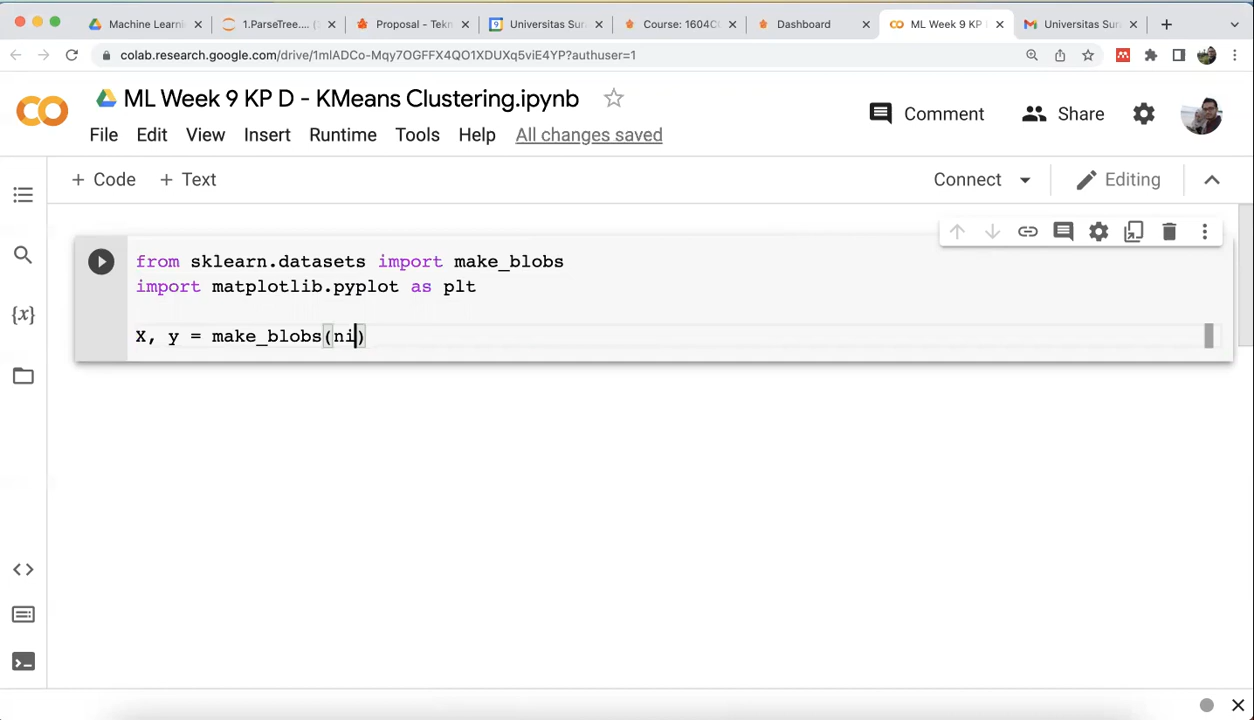 Machine Learni
1.ParseTree.
Proposal - Tekn
Universitas Sura
Course: 1604C
Dashboard
ML Week 9 KP D
Universitas Sura
colab.research.google.com/drive/1mlADCo-Mqy7OGFFX4QO1XDUXq5viE4YP?authuser=1
CO
ML Week 9 KP D - KMeans Clustering.ipynb
Comment
Share
File Edit View Insert Runtime Tools Help All changes saved
+ Code + Text
Connect
Editing
from sklearn.datasets import make_blobs
import matplotlib.pyplot as plt
X, y = make_blobs(ni)
{x}